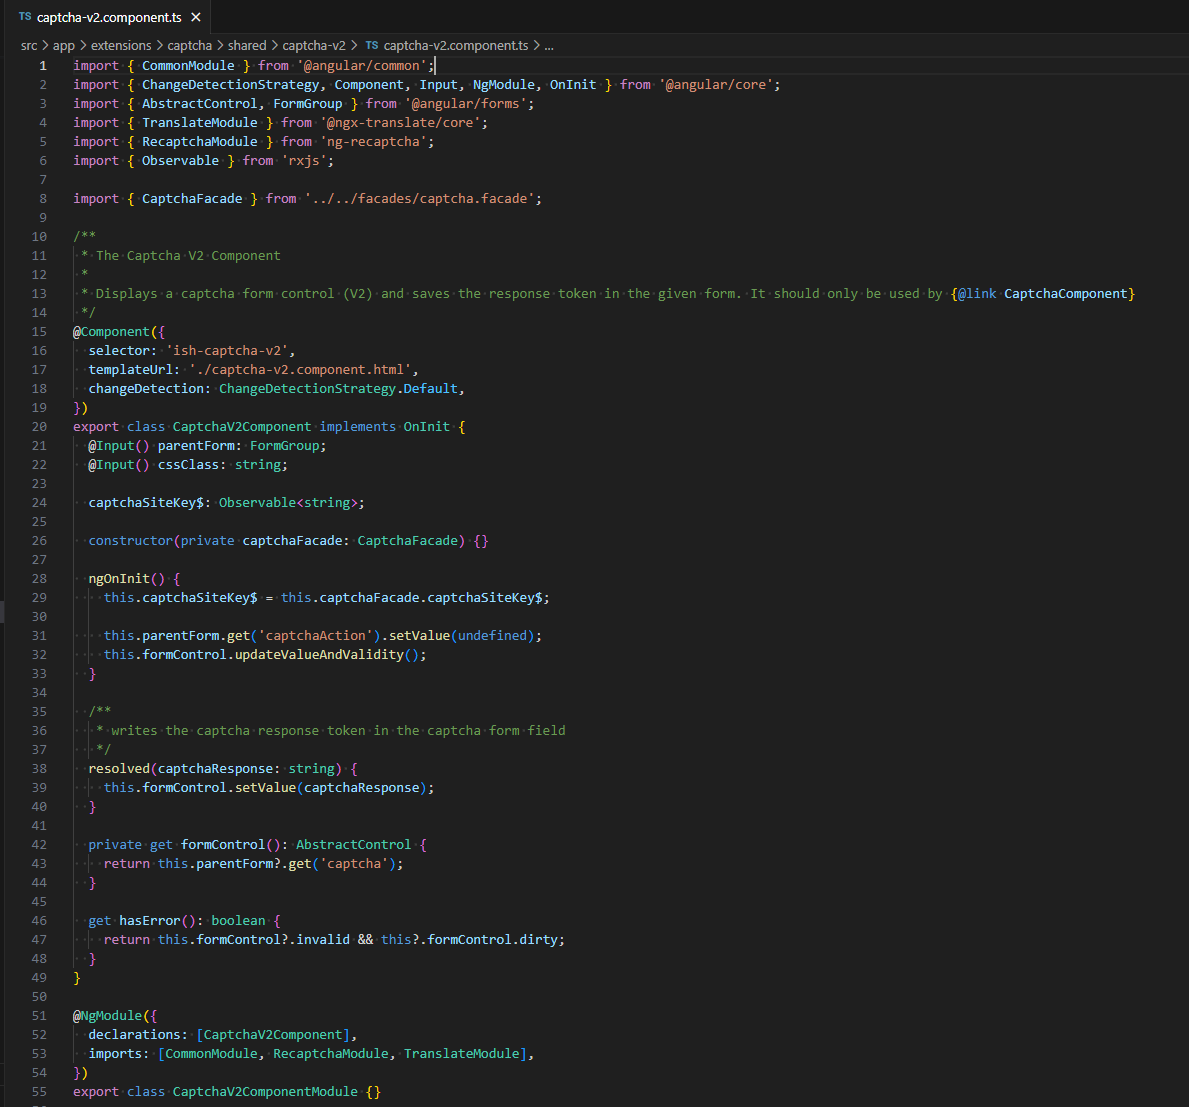 TS captcha-v2.component.ts ×
src > app > extensions > captcha > shared > captcha-v2 > TS captcha-v2.component.ts > ...
1 import { CommonModule } from '@angular/common';
2 import { ChangeDetectionStrategy, Component, Input, NgModule, OnInit } from '@angular/core';
3 import { AbstractControl, FormGroup } from '@angular/forms';
4 import { TranslateModule } from '@ngx-translate/core';
5 import { RecaptchaModule } from 'ng-recaptcha';
6 import { Observable } from 'rxjs';
7
8 import { CaptchaFacade } from '../../facades/captcha.facade';
9
10 /**
11  * The Captcha V2 Component
12  *
13  * Displays a captcha form control (V2) and saves the response token in the given form. It should only be used by {@link CaptchaComponent}
14  */
15 @Component({
16   selector: 'ish-captcha-v2',
17   templateUrl: './captcha-v2.component.html',
18   changeDetection: ChangeDetectionStrategy.Default,
19 })
20 export class CaptchaV2Component implements OnInit {
21   @Input() parentForm: FormGroup;
22   @Input() cssClass: string;
23
24   captchaSiteKey$: Observable<string>;
25
26   constructor(private captchaFacade: CaptchaFacade) {}
27
28   ngOnInit() {
29     this.captchaSiteKey$ = this.captchaFacade.captchaSiteKey$;
30
31     this.parentForm.get('captchaAction').setValue(undefined);
32     this.formControl.updateValueAndValidity();
33   }
34
35   /**
36    * writes the captcha response token in the captcha form field
37    */
38   resolved(captchaResponse: string) {
39     this.formControl.setValue(captchaResponse);
40   }
41
42   private get formControl(): AbstractControl {
43     return this.parentForm?.get('captcha');
44   }
45
46   get hasError(): boolean {
47     return this.formControl?.invalid && this?.formControl.dirty;
48   }
49 }
50
51 @NgModule({
52   declarations: [CaptchaV2Component],
53   imports: [CommonModule, RecaptchaModule, TranslateModule],
54 })
55 export class CaptchaV2ComponentModule {}